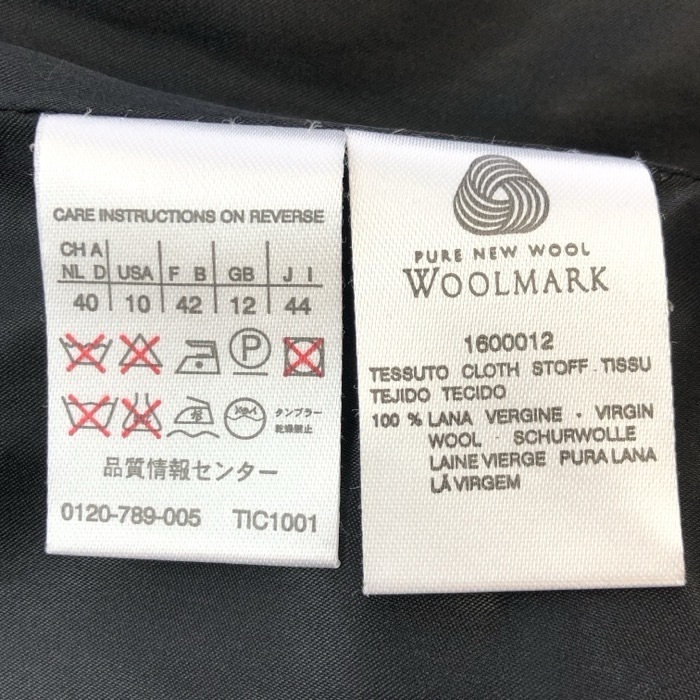 CARE INSTRUCTIONS ON REVERSE
CH A
NL D USA F B GB J I
40 10 42 12 44
P
タンブラー
乾燥禁止
品質情報センター
0120-789-005 TIC1001
PURE NEW WOOL
WOOLMARK
1600012
TESSUTO CLOTH STOFF TISSU
TEJIDO TECIDO
100 % LANA VERGINE · VIRGIN
WOOL · SCHURWOLLE
LAINE VIERGE PURA LANA
LÃ VIRGEM